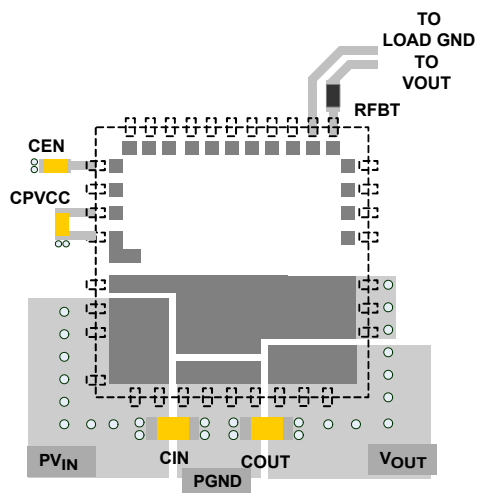 TO
LOAD GND
TO
VOUT
RFBT
CEN
CPVCC
CIN
COUT
PVIN
PGND
VOUT